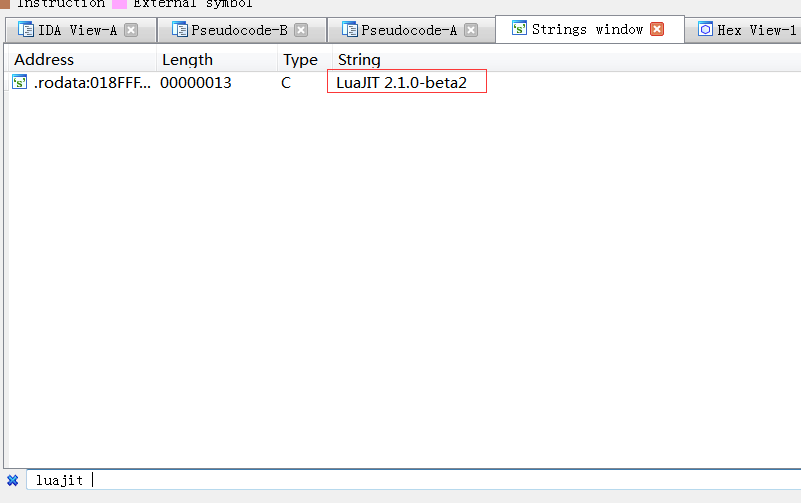 Instruction External symbol
IDA View-A Pseudocode-B Pseudocode-A Strings window Hex View-1
Address Length Type String
.rodata:018FFF... 00000013 C LuaJIT 2.1.0-beta2
luajit